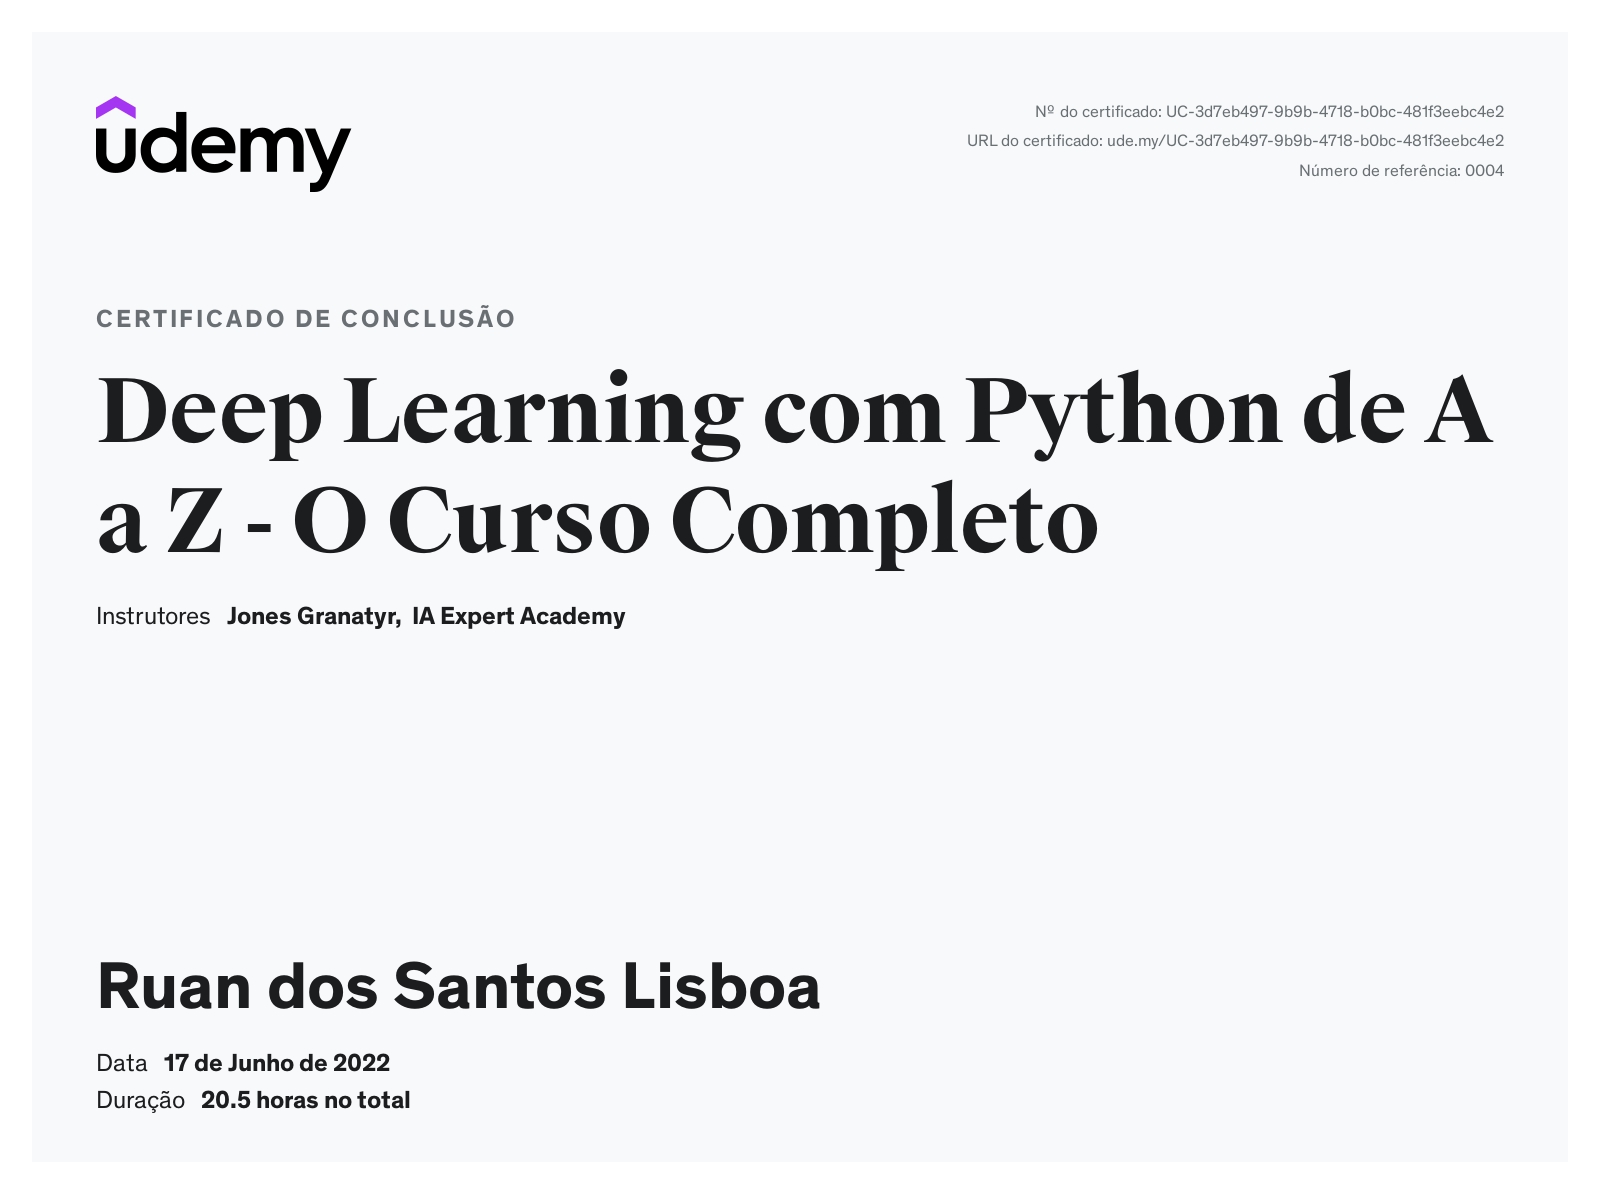 udemy
Nº do certificado: UC-3d7eb497-9b9b-4718-b0bc-481f3eebc4e2
URL do certificado: ude.my/UC-3d7eb497-9b9b-4718-b0bc-481f3eebc4e2
Número de referência: 0004
CERTIFICADO DE CONCLUSÃO
Deep Learning com Python de A
a Z - O Curso Completo
Instrutores Jones Granatyr, IA Expert Academy
Ruan dos Santos Lisboa
Data 17 de Junho de 2022
Duração 20.5 horas no total